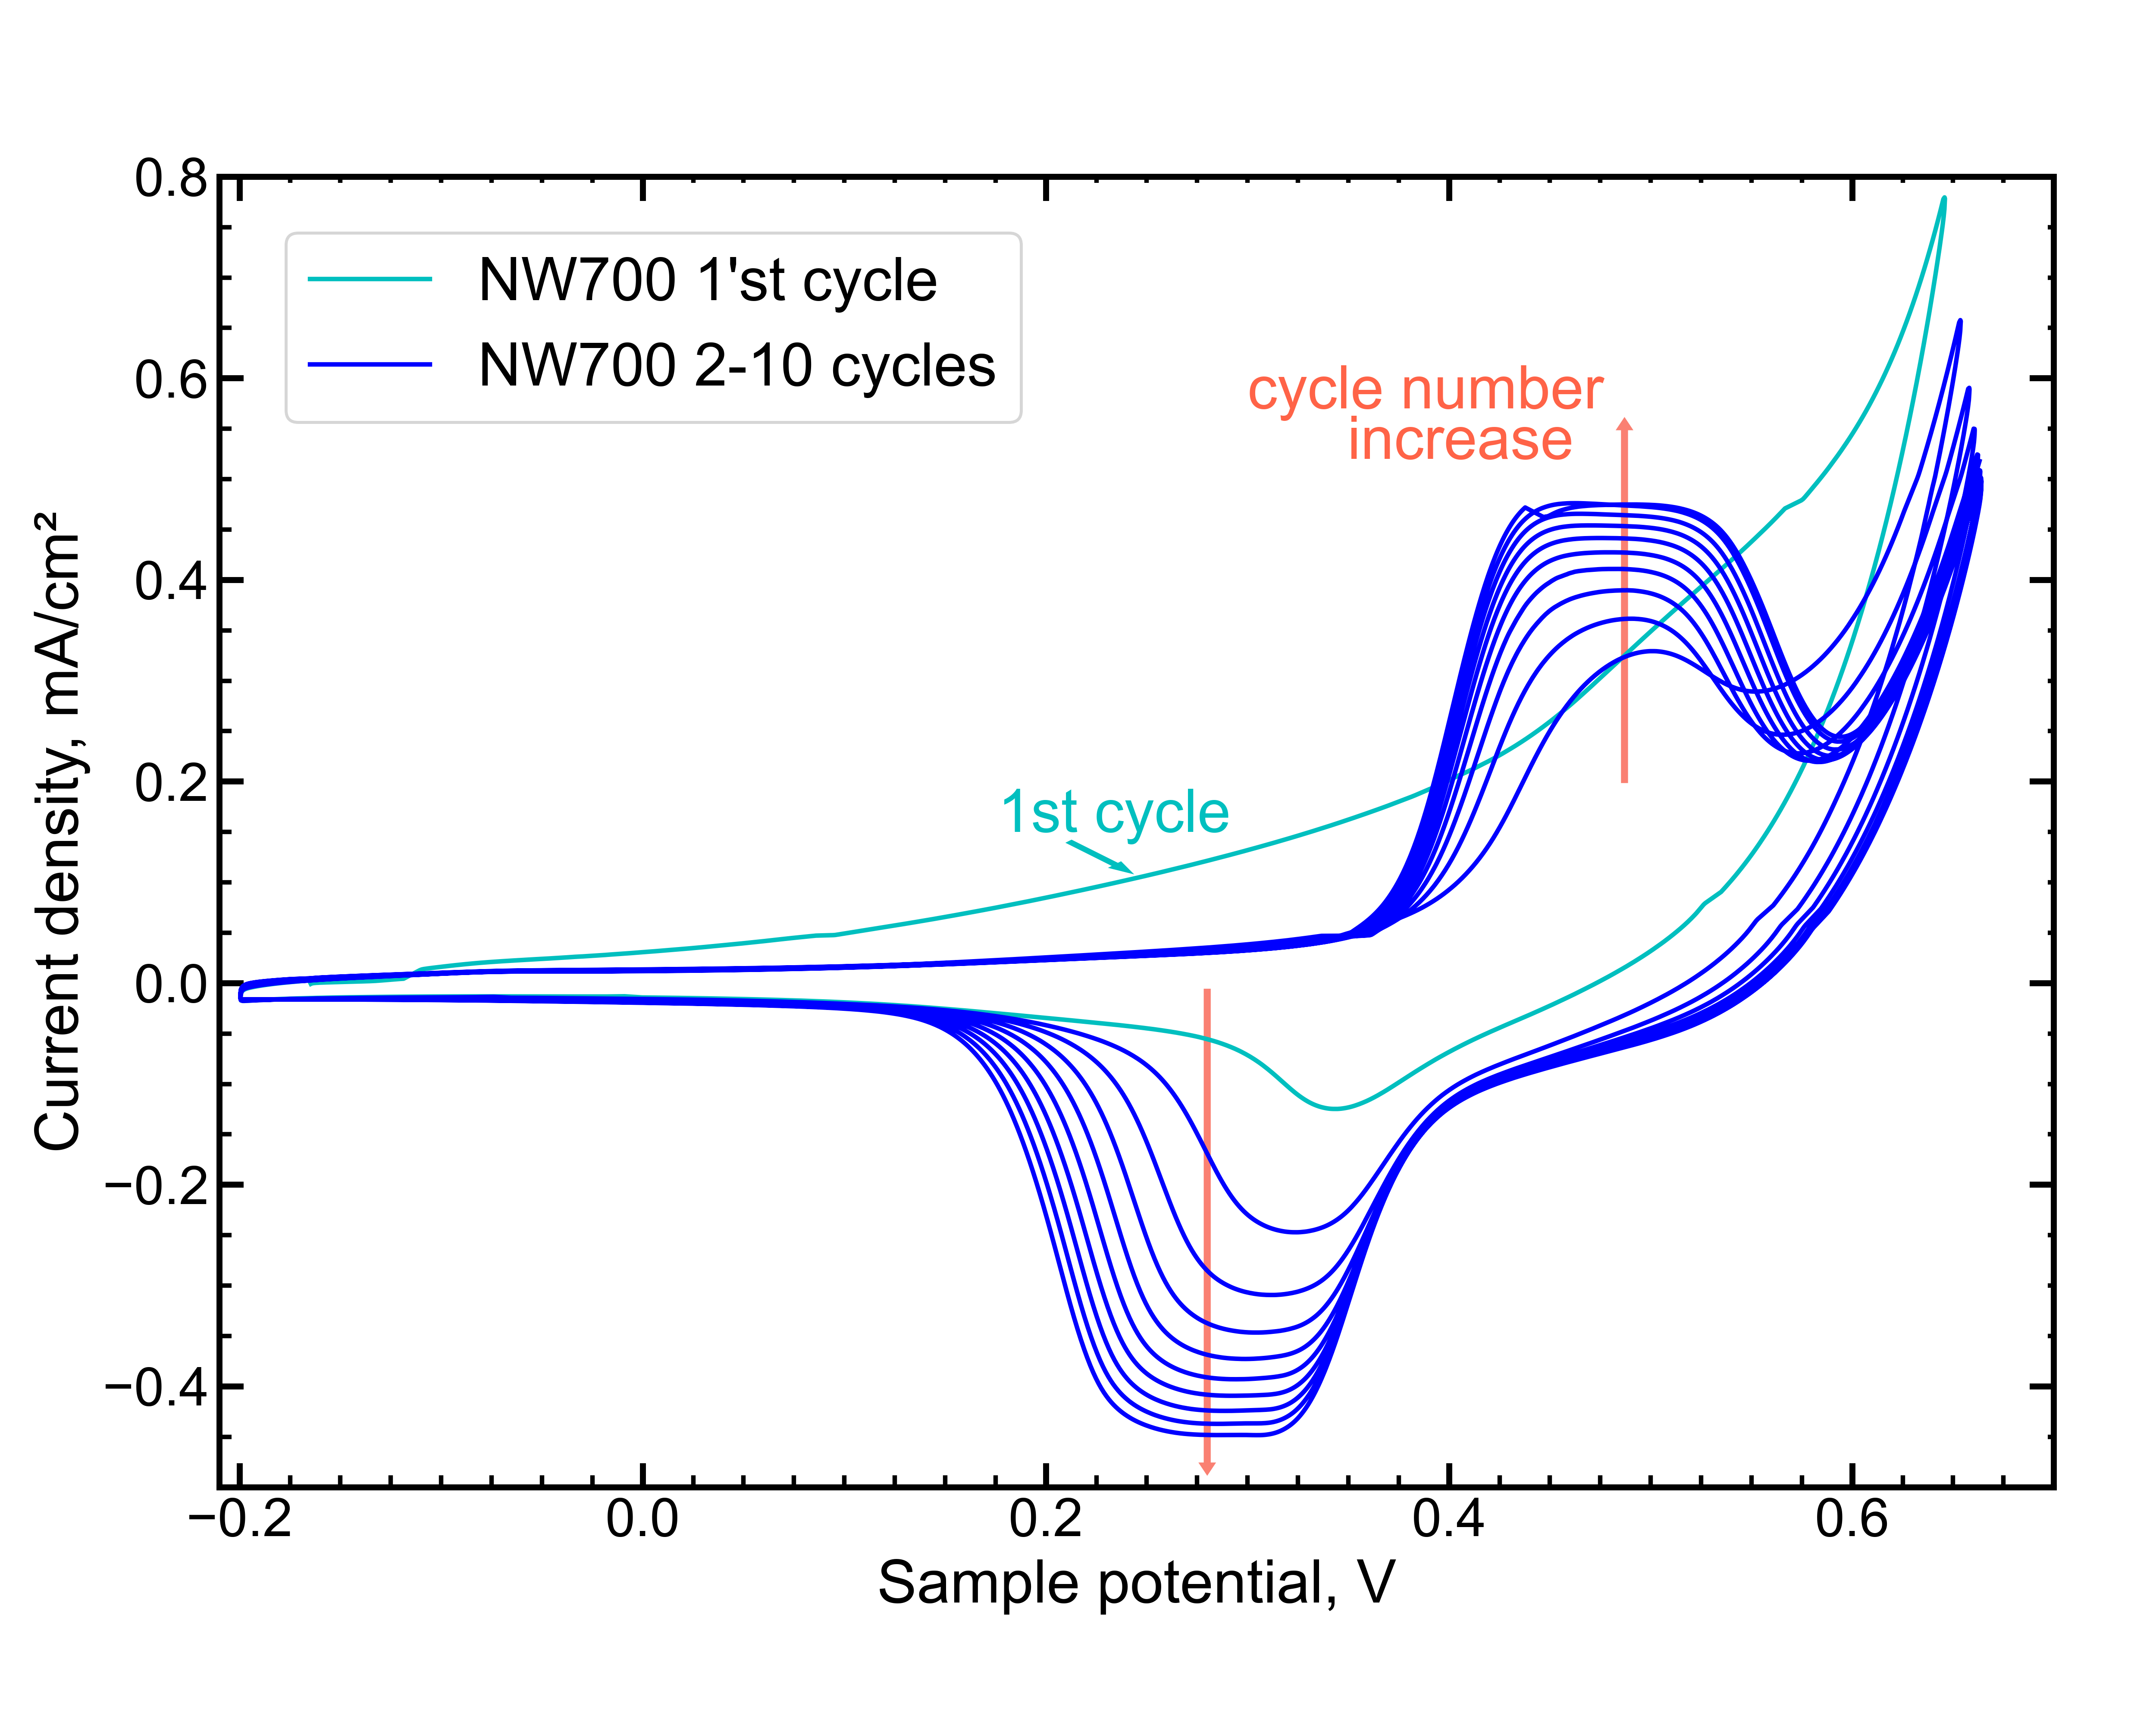 0.8
0.6
0.4
0.2
0.0
−0.2
−0.4
Current density, mA/cm²
NW700 1'st cycle
NW700 2-10 cycles
cycle number
increase
1st cycle
−0.2 0.0 0.2 0.4 0.6
Sample potential, V